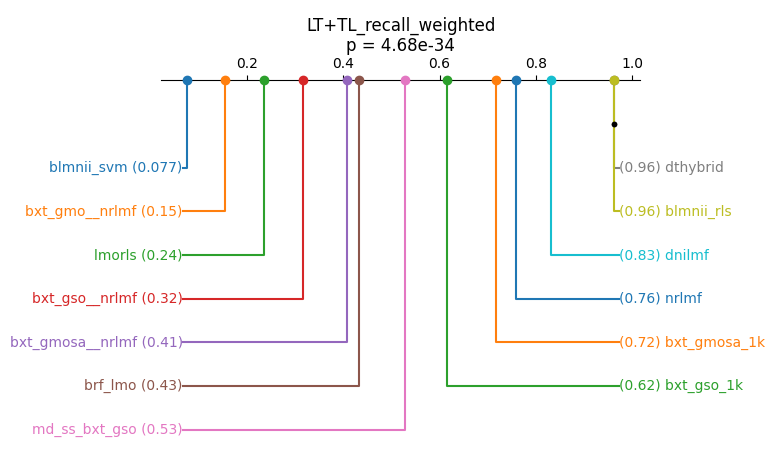 LT+TL_recall_weighted
p = 4.68e-34
0.2 0.4 0.6 0.8 1.0
blmnii_svm (0.077)
(0.96) dthybrid
bxt_gmo__nrlmf (0.15)
(0.96) blmnii_rls
lmorls (0.24)
(0.83) dnilmf
bxt_gso__nrlmf (0.32)
(0.76) nrlmf
bxt_gmosa__nrlmf (0.41)
(0.72) bxt_gmosa_1k
brf_lmo (0.43)
(0.62) bxt_gso_1k
md_ss_bxt_gso (0.53)